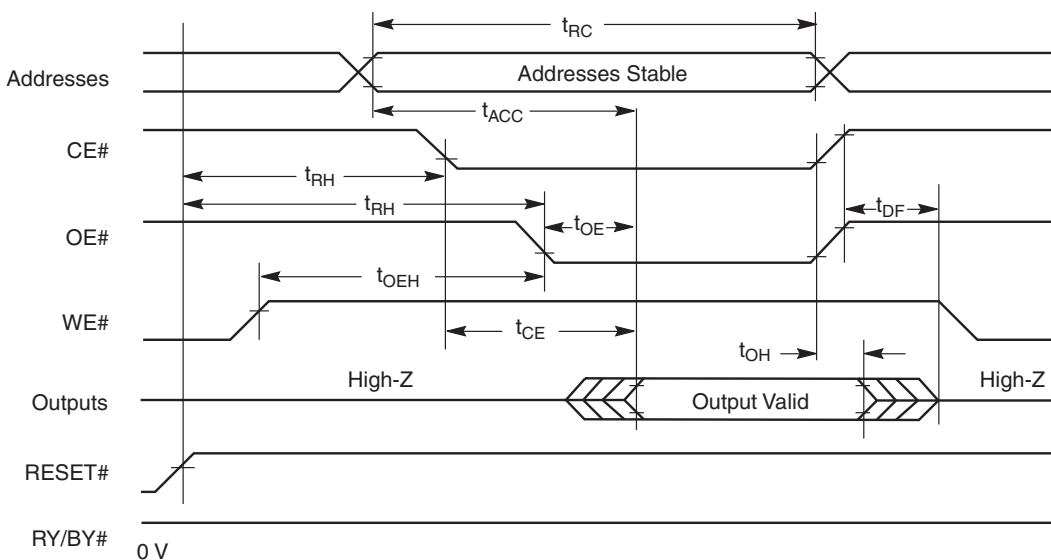 tRC
Addresses
Addresses Stable
tACC
CE#
tRH
tRH
tOE
tDF
OE#
tOEH
WE#
tCE
tOH
High-Z
High-Z
Outputs
Output Valid
RESET#
RY/BY#
0 V